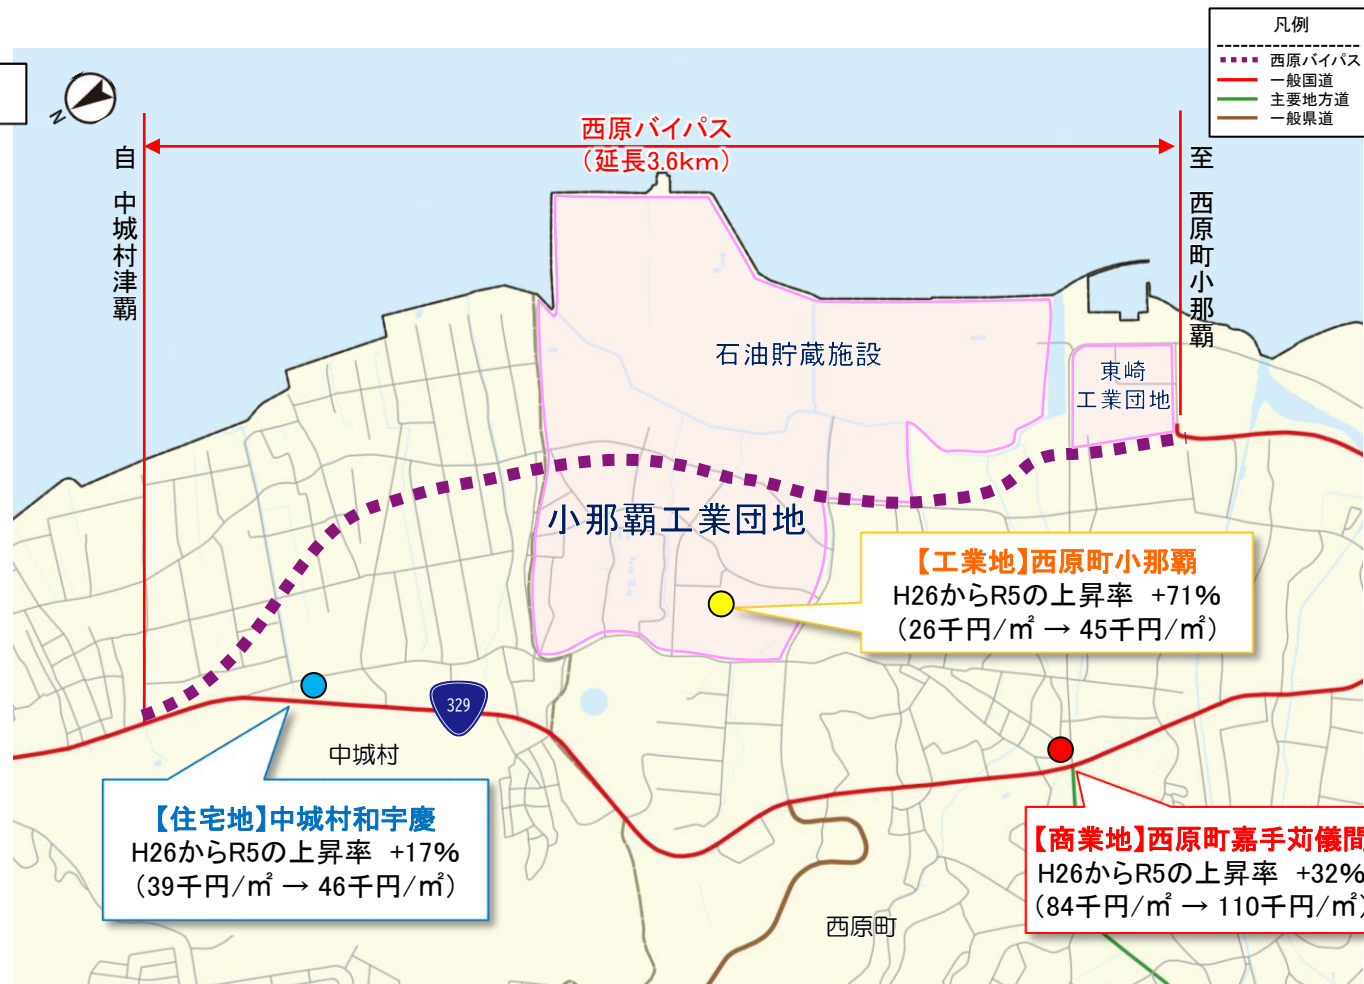 凡例
西原バイパス
一般国道
主要地方道
一般県道
N
西原バイパス
（延長3.6km）
自 中城村津覇
至 西原町小那覇
石油貯蔵施設
東崎
工業団地
小那覇工業団地
【工業地】西原町小那覇
H26からR5の上昇率 +71%
（26千円/㎡ → 45千円/㎡）
329
中城村
【住宅地】中城村和宇慶
H26からR5の上昇率 +17%
（39千円/㎡ → 46千円/㎡）
【商業地】西原町嘉手苅儀間
H26からR5の上昇率 +32%
（84千円/㎡ → 110千円/㎡）
西原町